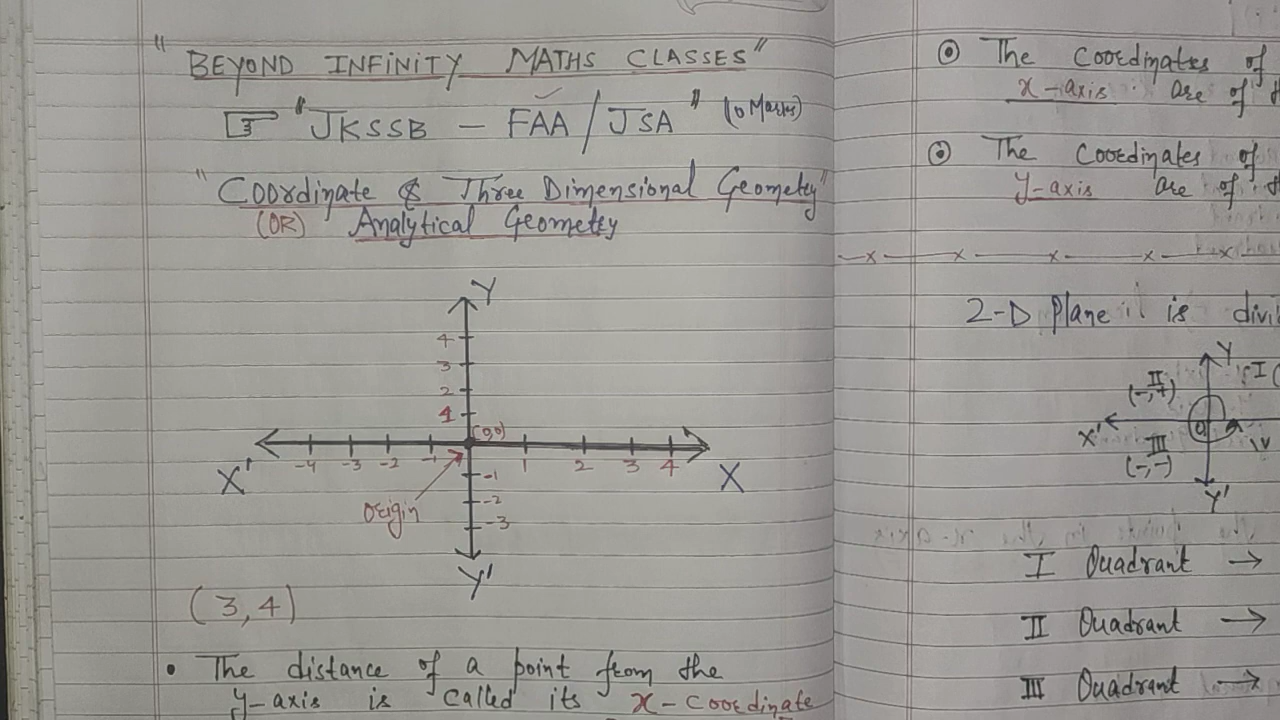 "BEYOND INFINITY MATHS CLASSES"
"JKSSB - FAA / JSA" (10 Marks)
"Coordinate & Three Dimensional Geometry"
(OR) Analytical Geometry
Y
4
3
2
1
(0,0)
-4 -3 -2 -1 1 2 3 4
X' X
-1
-2
-3
origin
Y'
(3,4)
• The distance of a point from the
y-axis is called its x-coordinate
The Coordinates of
x-axis are of
The Coordinates of
y-axis are of
—x——x——x——x——x
2-D Plane is
Y
II I
(-,+)
X' O IV
III
(-,-)
Y'
I Quadrant →
II Quadrant →
III Quadrant →